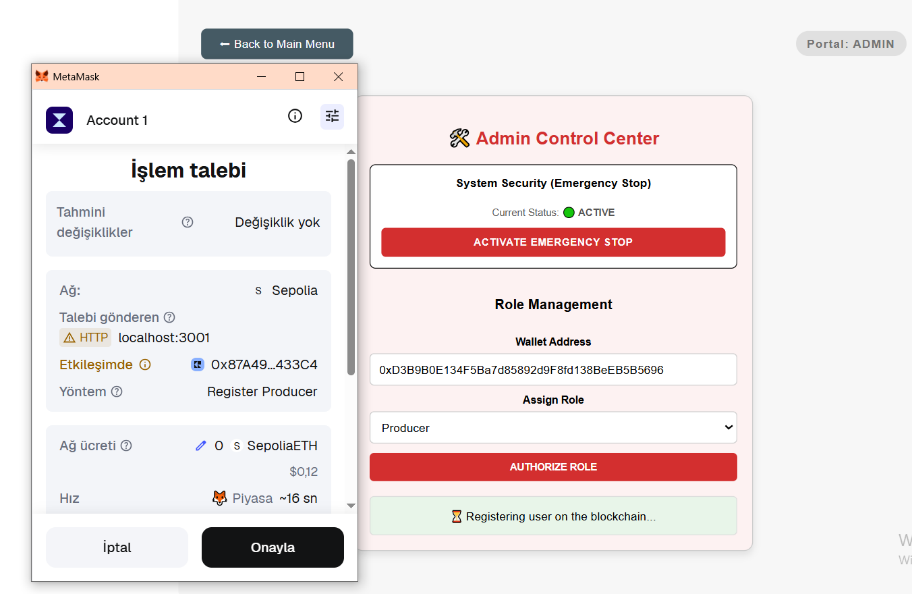 ← Back to Main Menu
Portal: ADMIN
MetaMask
Account 1
İşlem talebi
Tahmini
değişiklikler
Değişiklik yok
Ağ:
S Sepolia
Talebi gönderen
HTTP localhost:3001
Etkileşimde
0x87A49...433C4
Yöntem
Register Producer
Ağ ücreti
0 S SepoliaETH
$0,12
Hız
Piyasa ~16 sn
İptal
Onayla
Admin Control Center
System Security (Emergency Stop)
Current Status: ACTIVE
ACTIVATE EMERGENCY STOP
Role Management
Wallet Address
0xD3B9B0E134F5Ba7d85892d9F8fd138BeEB5B5696
Assign Role
Producer
AUTHORIZE ROLE
Registering user on the blockchain...